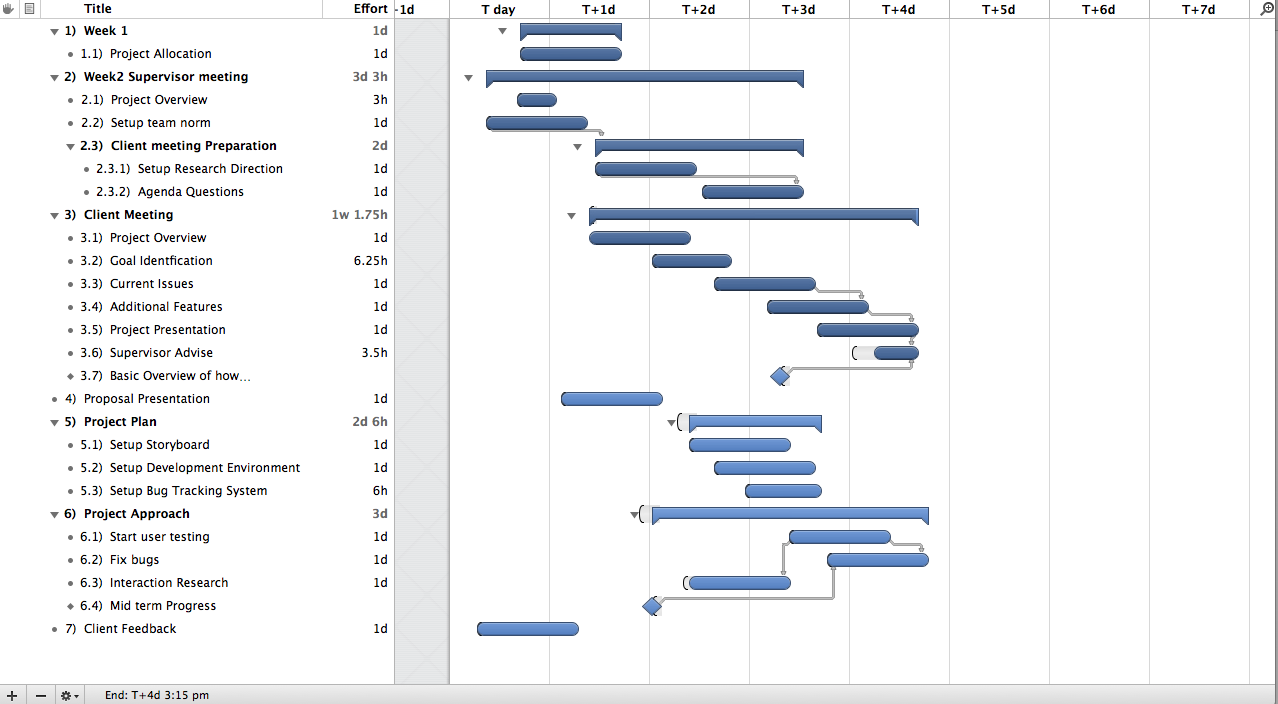 Title Effort -1d T day T+1d T+2d T+3d T+4d T+5d T+6d T+7d
1) Week 1 1d
1.1) Project Allocation 1d
2) Week2 Supervisor meeting 3d 3h
2.1) Project Overview 3h
2.2) Setup team norm 1d
2.3) Client meeting Preparation 2d
2.3.1) Setup Research Direction 1d
2.3.2) Agenda Questions 1d
3) Client Meeting 1w 1.75h
3.1) Project Overview 1d
3.2) Goal Identfication 6.25h
3.3) Current Issues 1d
3.4) Additional Features 1d
3.5) Project Presentation 1d
3.6) Supervisor Advise 3.5h
3.7) Basic Overview of how...
4) Proposal Presentation 1d
5) Project Plan 2d 6h
5.1) Setup Storyboard 1d
5.2) Setup Development Environment 1d
5.3) Setup Bug Tracking System 6h
6) Project Approach 3d
6.1) Start user testing 1d
6.2) Fix bugs 1d
6.3) Interaction Research 1d
6.4) Mid term Progress
7) Client Feedback 1d
End: T+4d 3:15 pm